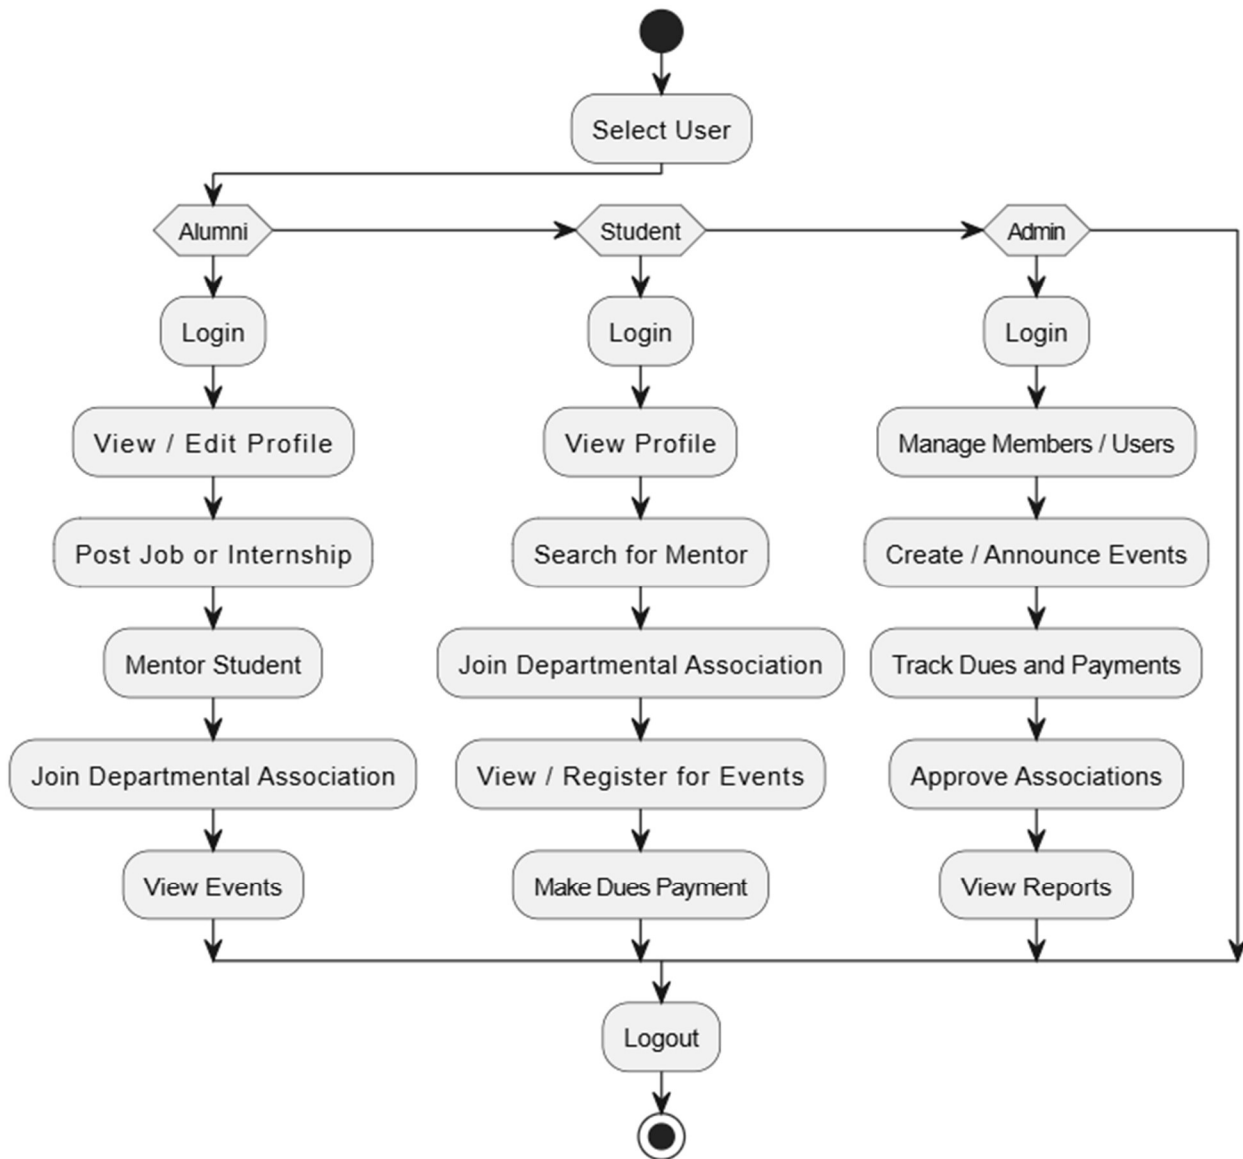 Select User
Alumni
Student
Admin
Login
Login
Login
View / Edit Profile
View Profile
Manage Members / Users
Post Job or Internship
Search for Mentor
Create / Announce Events
Mentor Student
Join Departmental Association
Track Dues and Payments
Join Departmental Association
View / Register for Events
Approve Associations
View Events
Make Dues Payment
View Reports
Logout